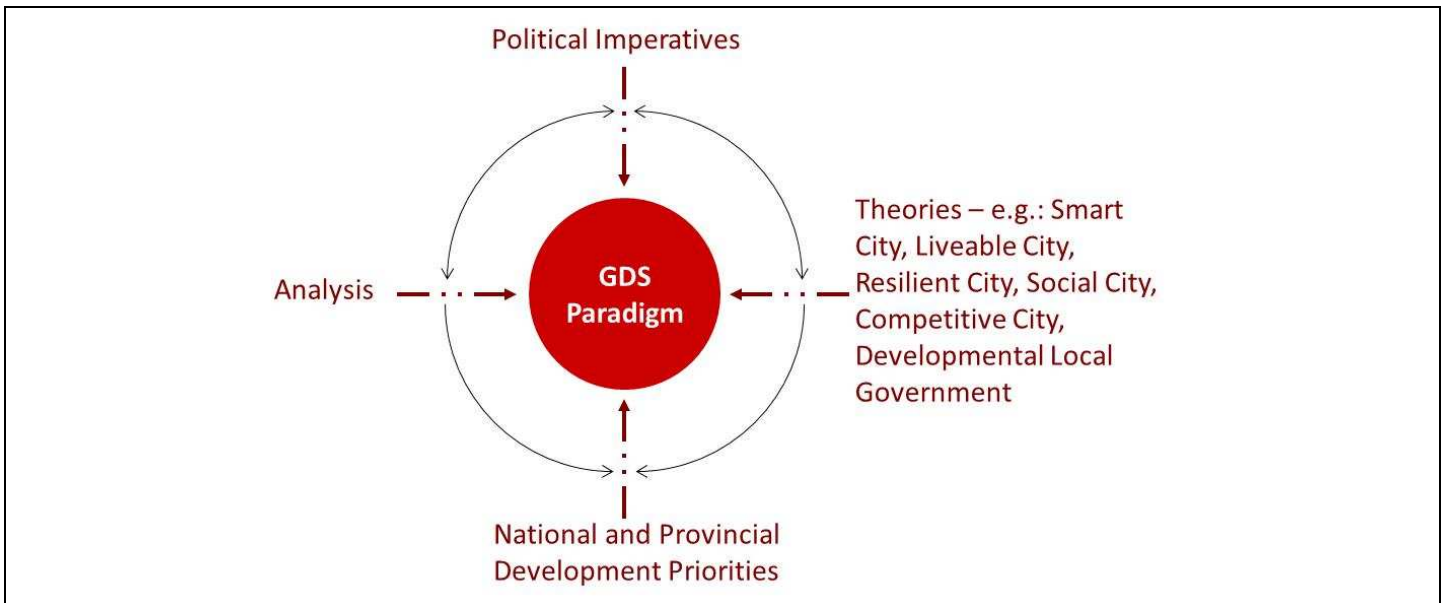 Political Imperatives
Analysis
GDS
Paradigm
Theories – e.g.: Smart
City, Liveable City,
Resilient City, Social City,
Competitive City,
Developmental Local
Government
National and Provincial
Development Priorities